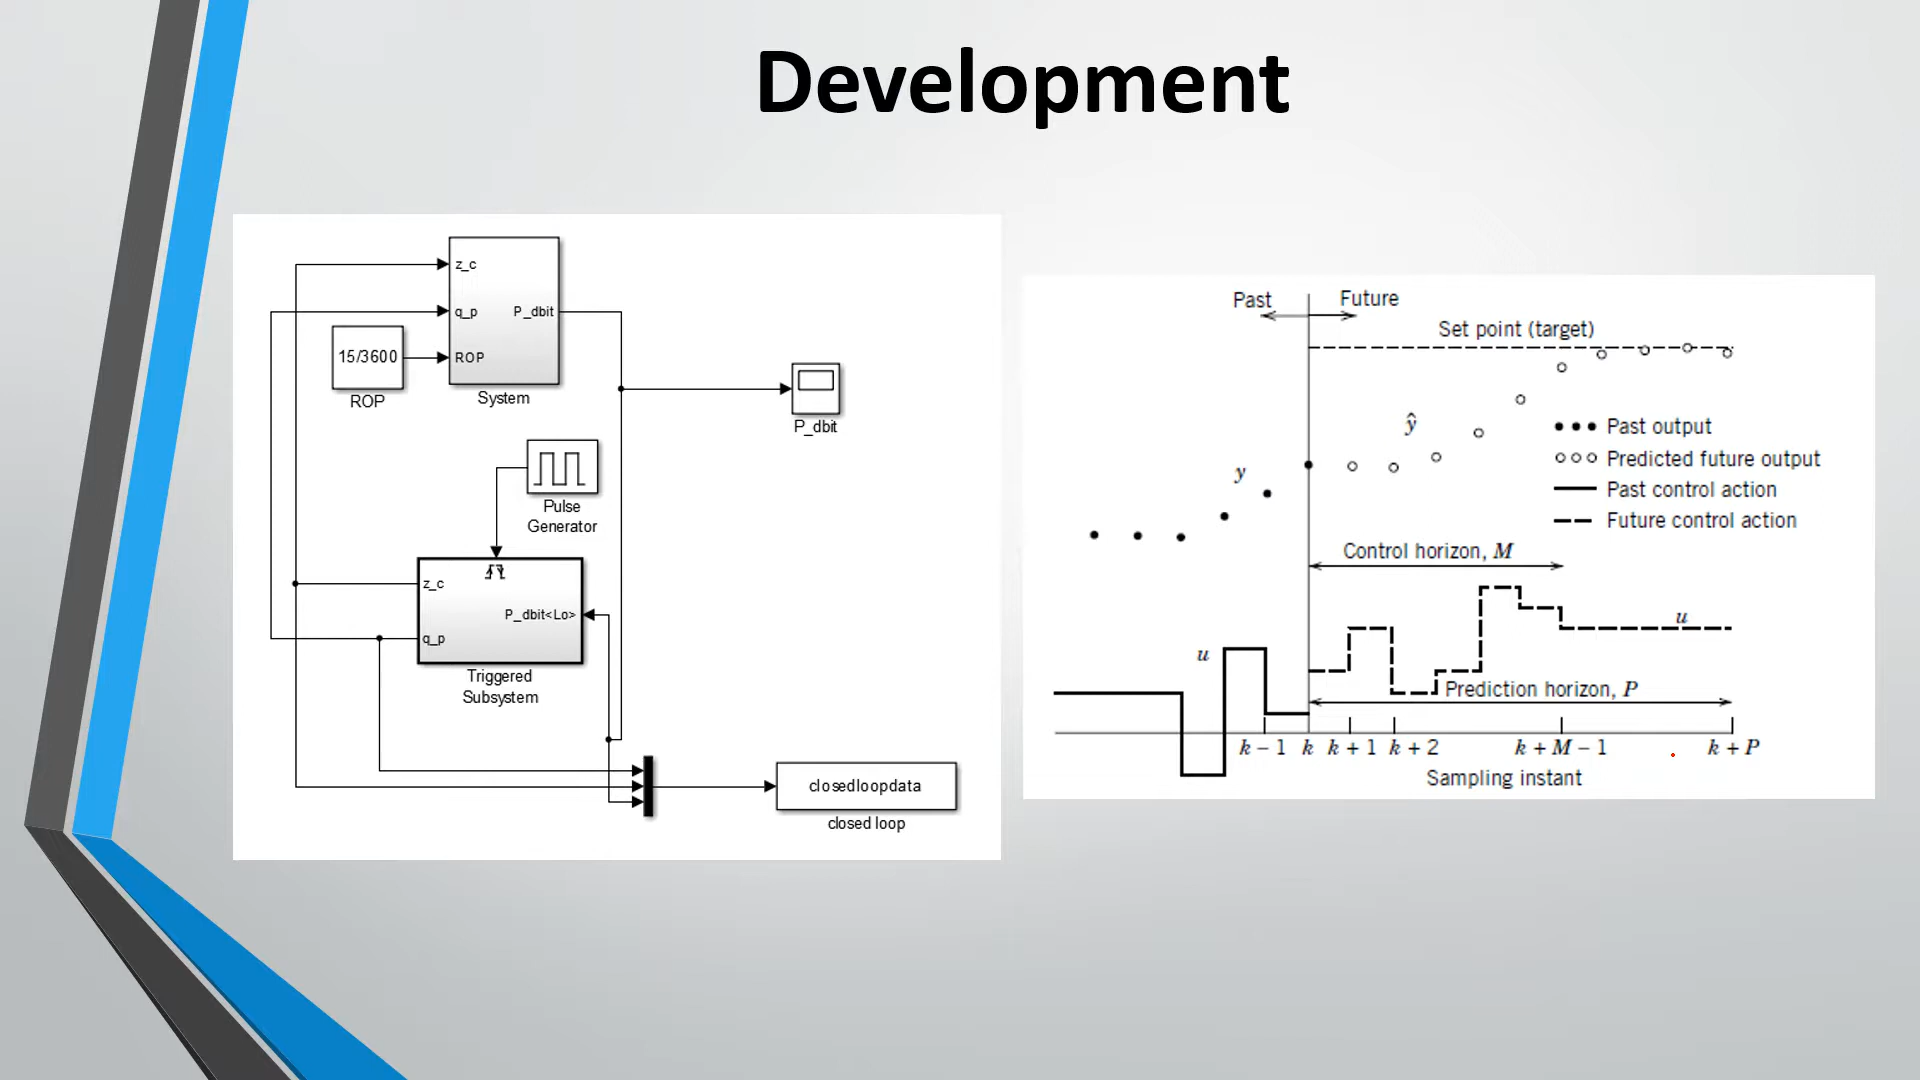 Development
z_c
q_p
P_dbit
15/3600
ROP
ROP
System
P_dbit
Pulse
Generator
z_c
P_dbit<Lo>
q_p
Triggered
Subsystem
closedloopdata
closed loop
Past
Future
Set point (target)
ŷ
y
Past output
Predicted future output
Past control action
Future control action
Control horizon, M
u
u
Prediction horizon, P
k – 1 k k + 1 k + 2 k + M – 1 k + P
Sampling instant